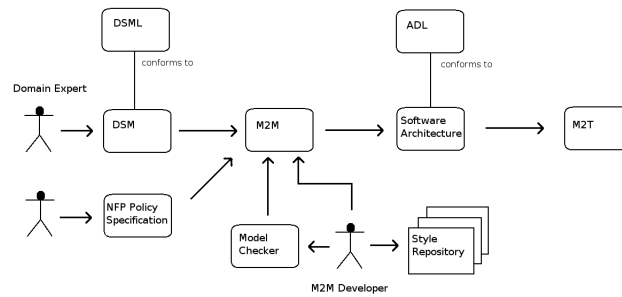 DSML
ADL
conforms to
conforms to
Domain Expert
DSM
M2M
Software
Architecture
M2T
NFP Policy
Specification
Model
Checker
Style
Repository
M2M Developer